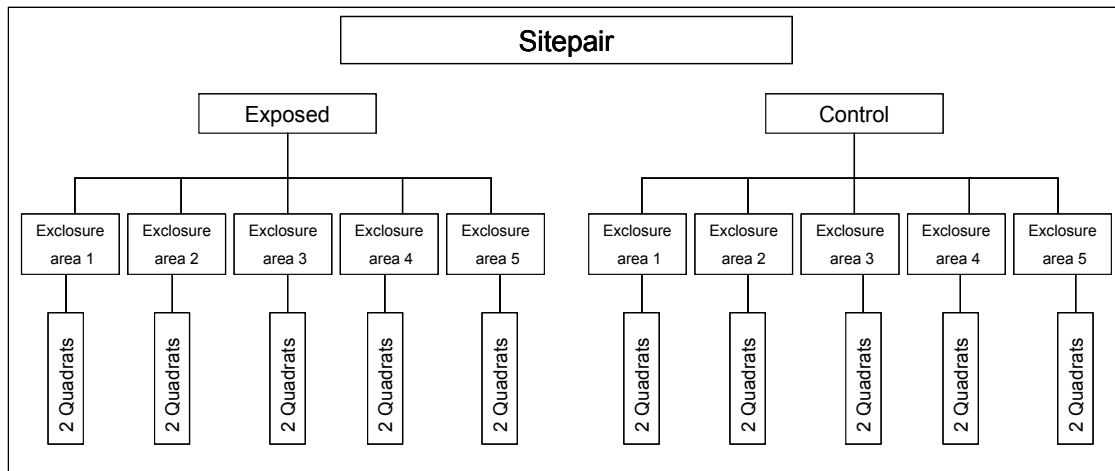 Sitepair
Exposed
Control
Exclosure
area 1
Exclosure
area 2
Exclosure
area 3
Exclosure
area 4
Exclosure
area 5
Exclosure
area 1
Exclosure
area 2
Exclosure
area 3
Exclosure
area 4
Exclosure
area 5
2 Quadrats
2 Quadrats
2 Quadrats
2 Quadrats
2 Quadrats
2 Quadrats
2 Quadrats
2 Quadrats
2 Quadrats
2 Quadrats